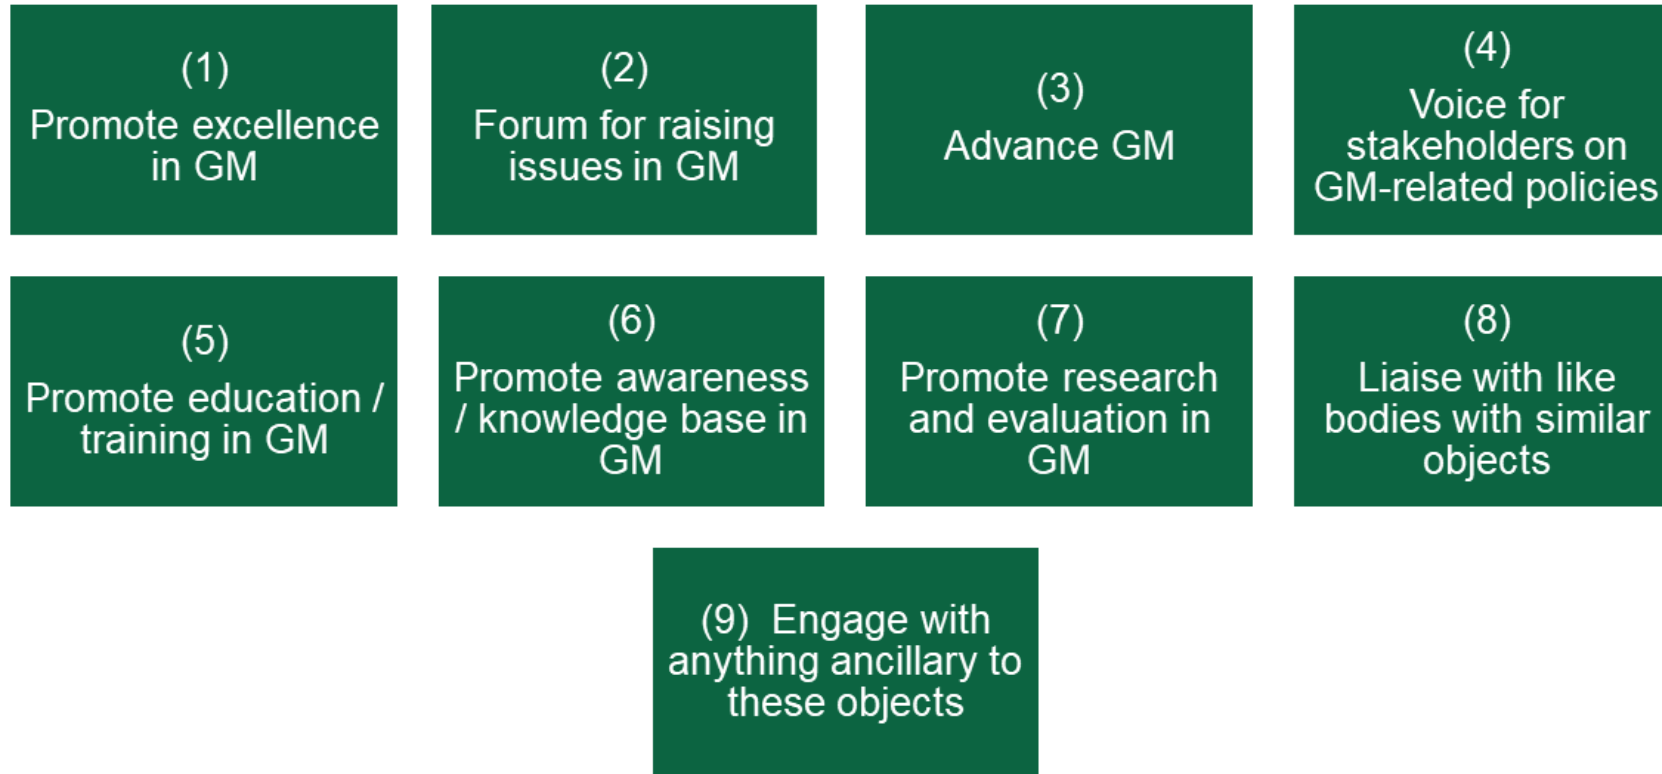 (1)
Promote excellence
in GM
(2)
Forum for raising
issues in GM
(3)
Advance GM
(4)
Voice for
stakeholders on
GM-related policies
(5)
Promote education /
training in GM
(6)
Promote awareness
/ knowledge base in
GM
(7)
Promote research
and evaluation in
GM
(8)
Liaise with like
bodies with similar
objects
(9)  Engage with
anything ancillary to
these objects